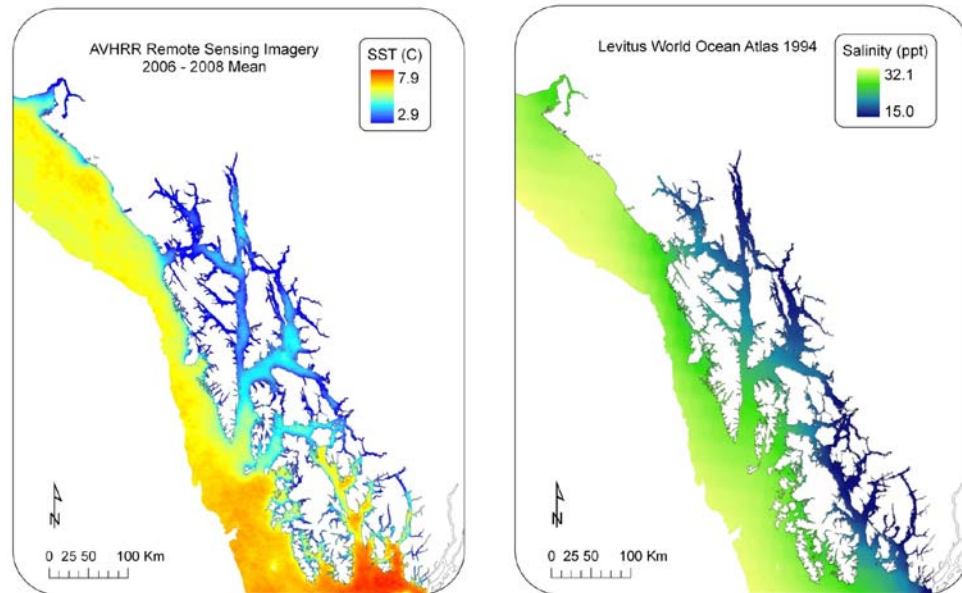 AVHRR Remote Sensing Imagery
2006 - 2008 Mean
SST (C)
7.9
2.9
N
0 25 50 100 Km
Levitus World Ocean Atlas 1994
Salinity (ppt)
32.1
15.0
N
0 25 50 100 Km